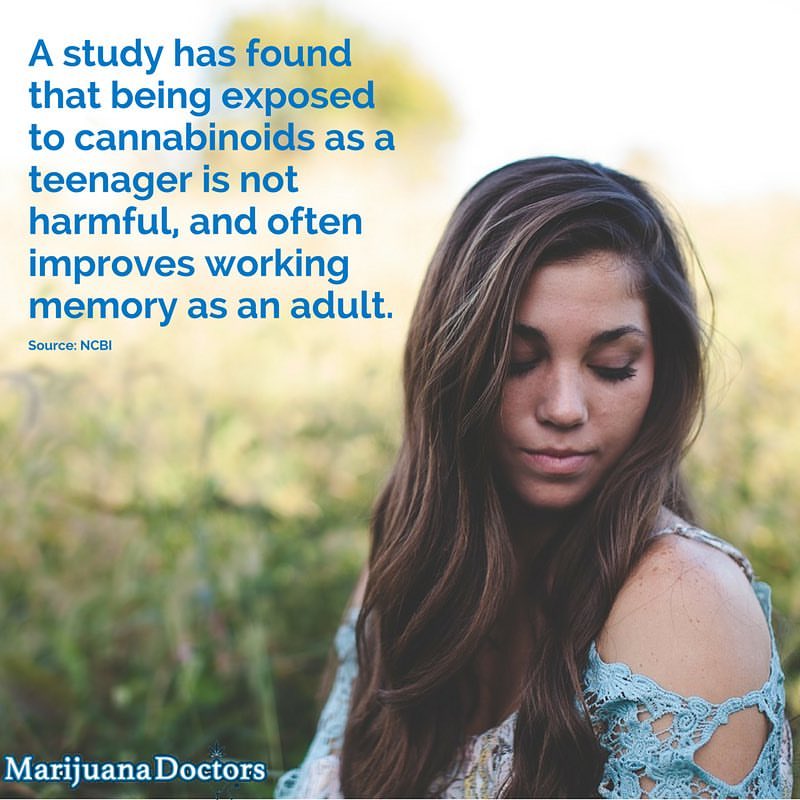 A study has found
that being exposed
to cannabinoids as a
teenager is not
harmful, and often
improves working
memory as an adult.
Source: NCBI
MarijuanaDoctors